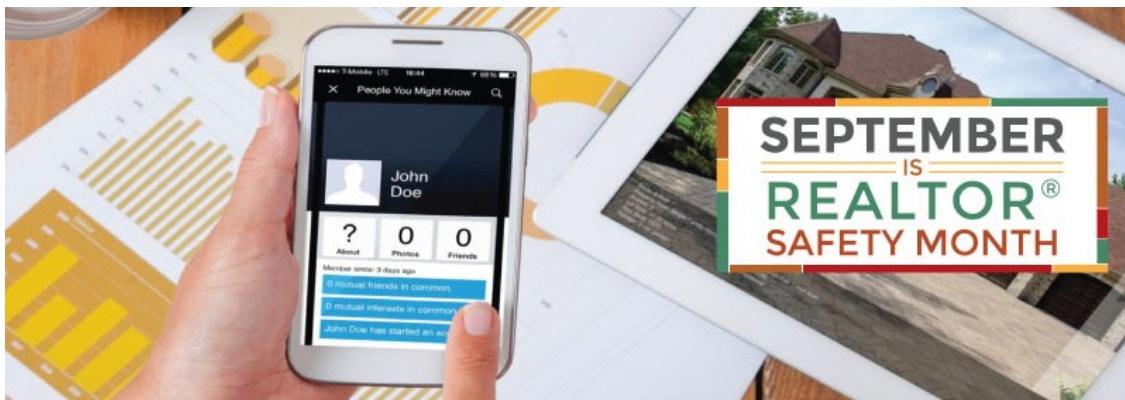 T-Mobile LTE 16:44 68%
People You Might Know
John
Doe
? 0 0
About Photos Friends
Member since: 3 days ago
0 mutual friends in common.
0 mutual interests in common
John Doe has started an
SEPTEMBER
IS
REALTOR®
SAFETY MONTH